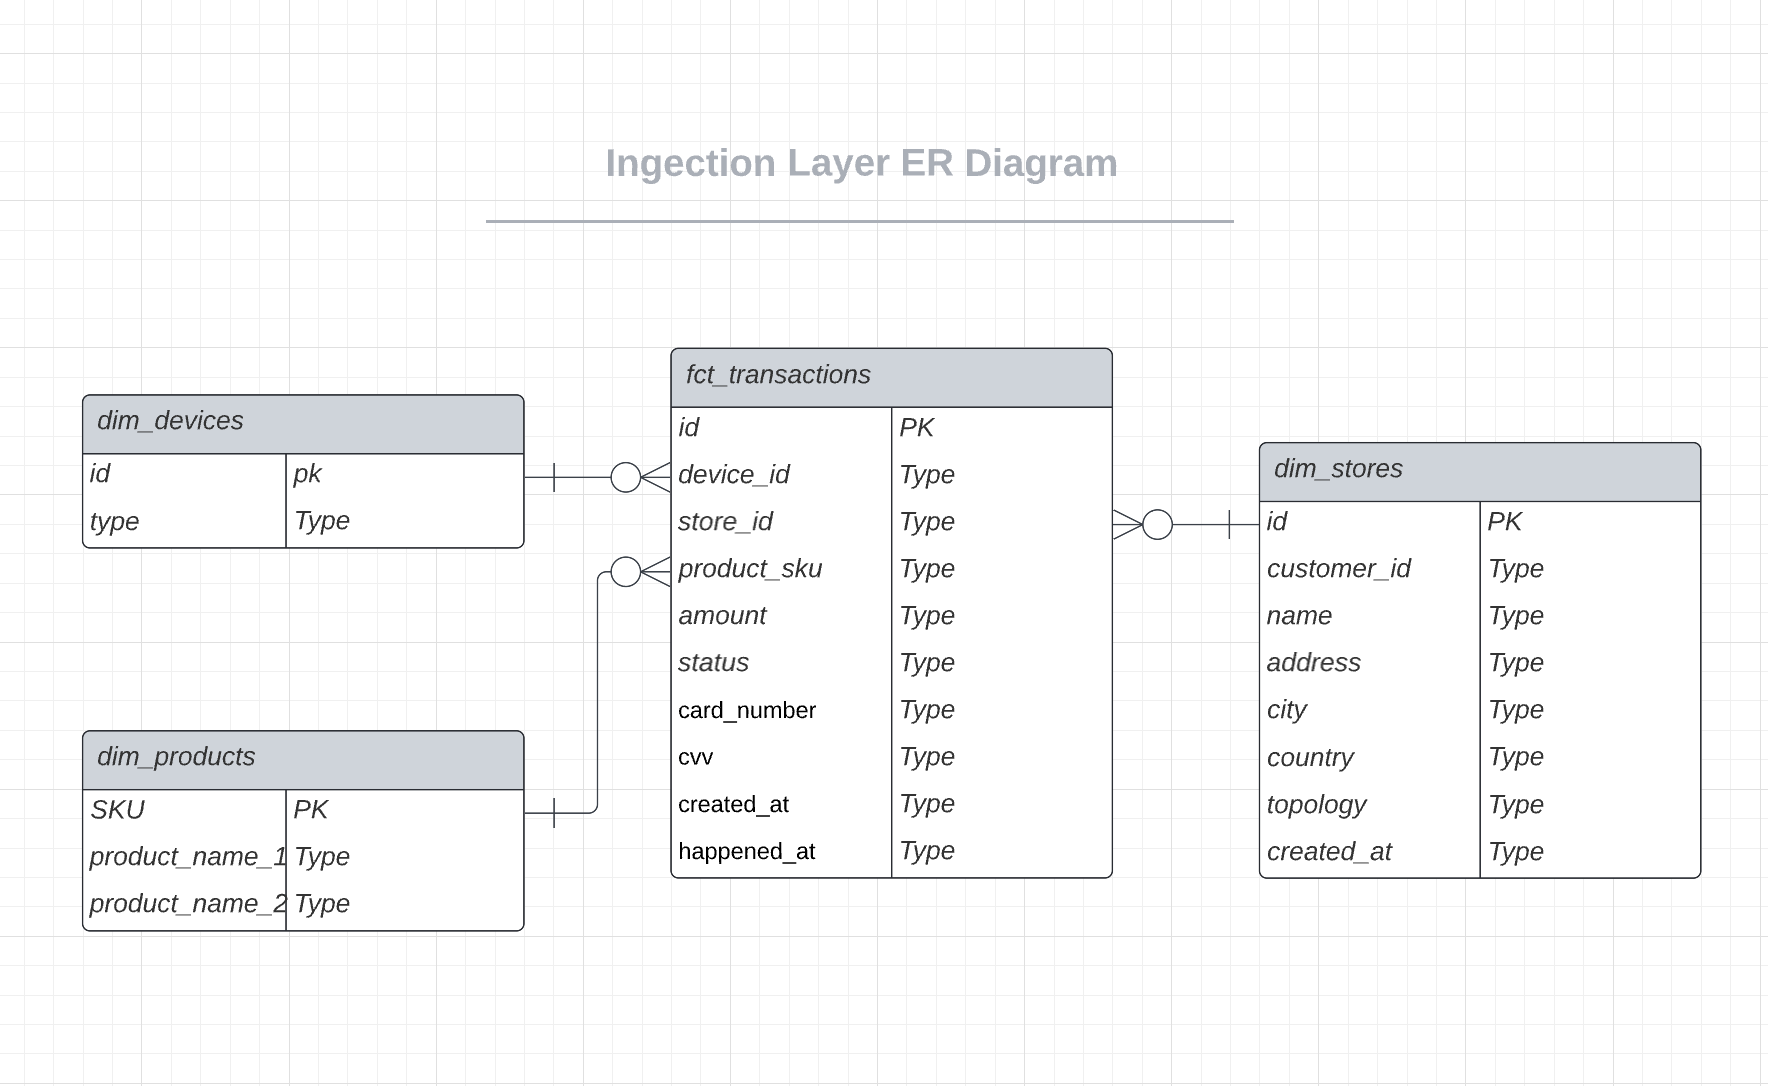 Ingection Layer ER Diagram
dim_devices
id pk
type Type
dim_products
SKU PK
product_name_1 Type
product_name_2 Type
fct_transactions
id PK
device_id Type
store_id Type
product_sku Type
amount Type
status Type
card_number Type
cvv Type
created_at Type
happened_at Type
dim_stores
id PK
customer_id Type
name Type
address Type
city Type
country Type
topology Type
created_at Type